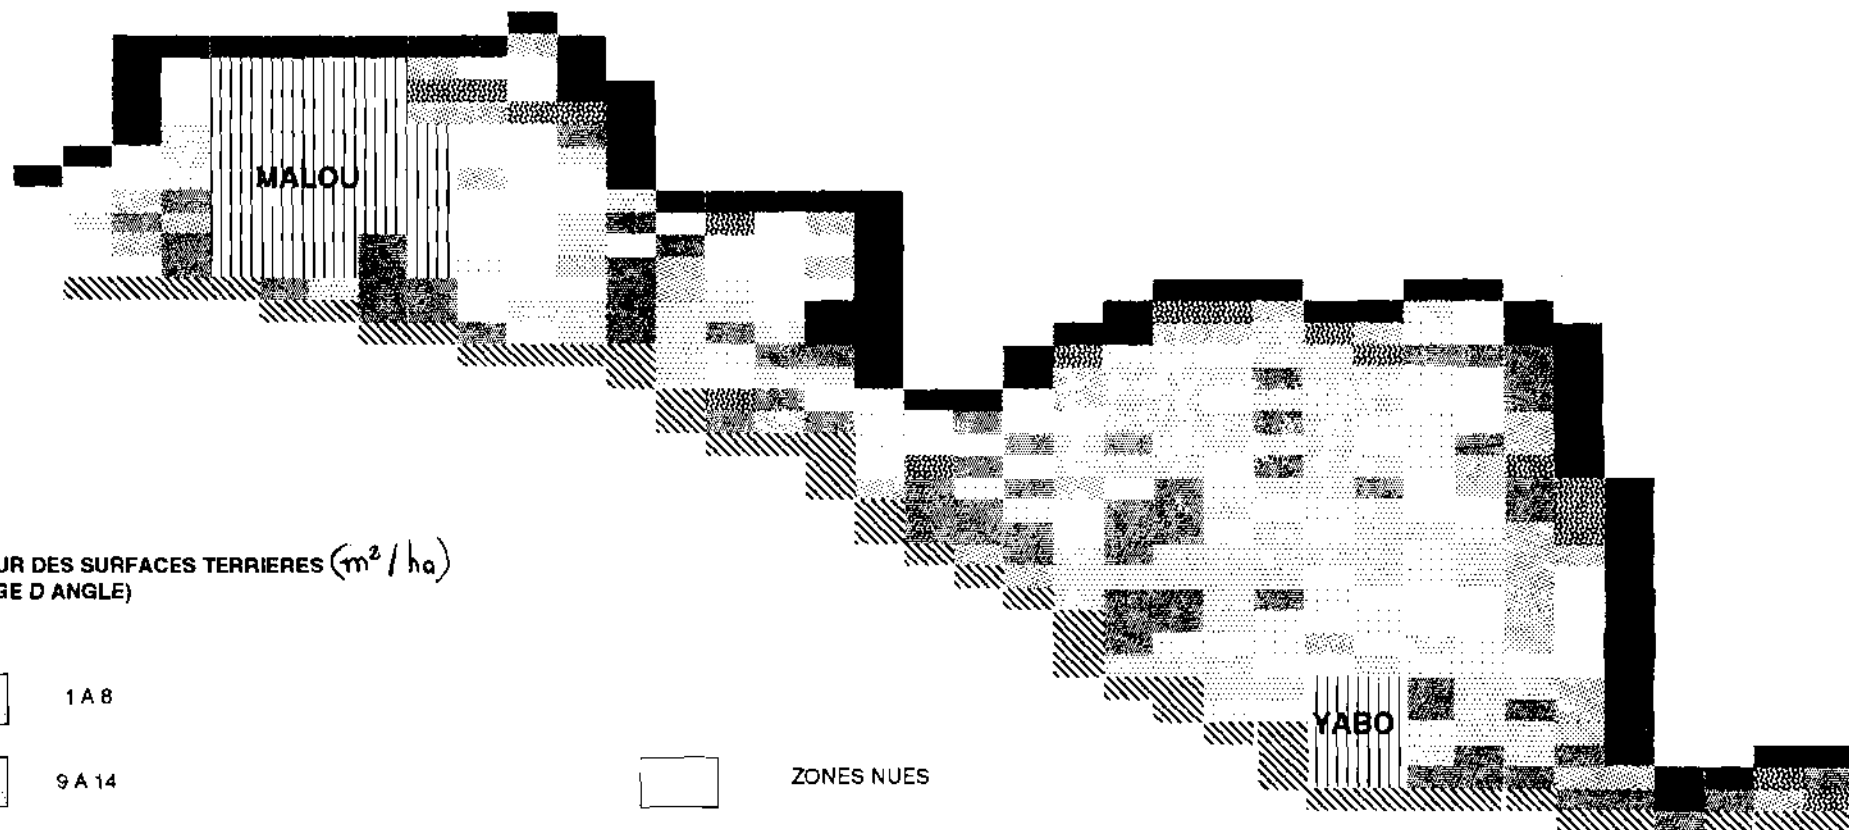 MALOU
UR DES SURFACES TERRIERES (m² / ha)
GE D ANGLE)
1 A 8
9 A 14
ZONES NUES
YABO